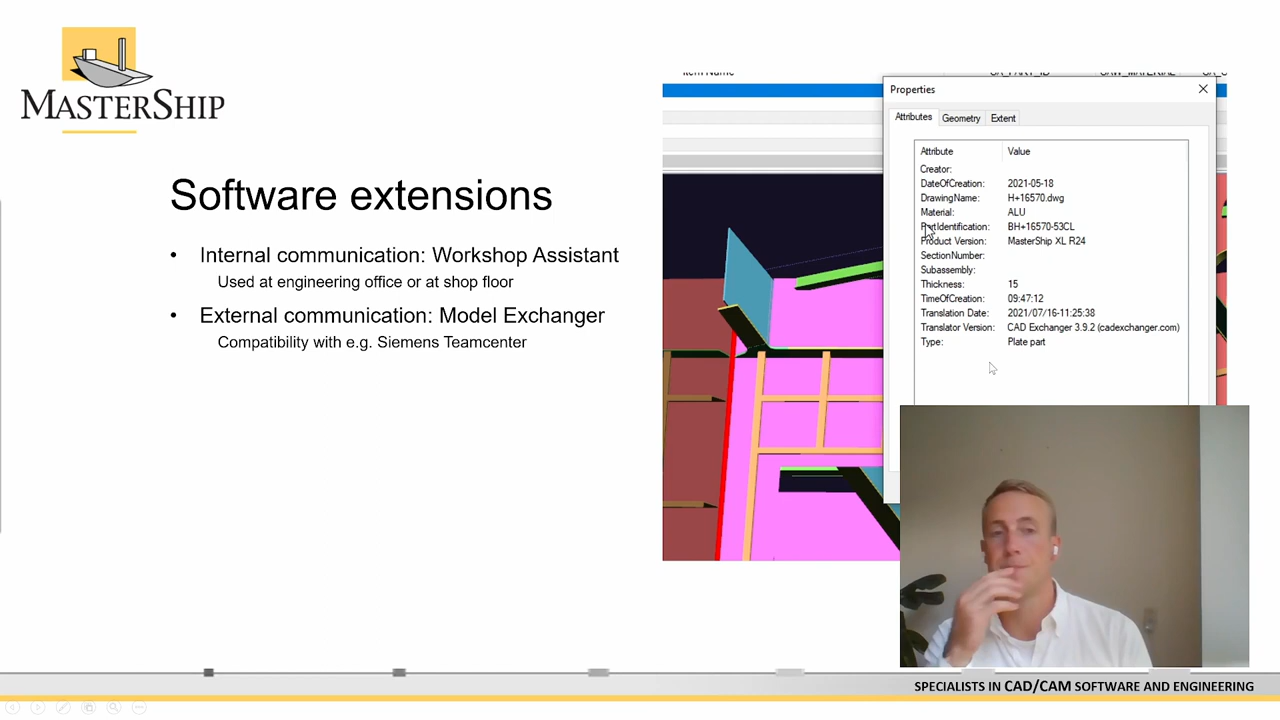 MASTERSHIP
Software extensions
• Internal communication: Workshop Assistant
Used at engineering office or at shop floor
• External communication: Model Exchanger
Compatibility with e.g. Siemens Teamcenter
Item Name
Properties
Attributes Geometry Extent
Attribute Value
Creator:
DateOfCreation: 2021-05-18
DrawingName: H+16570.dwg
Material: ALU
PartIdentification: BH+16570-53CL
Product Version: MasterShip XL R24
SectionNumber:
Subassembly:
Thickness: 15
TimeOfCreation: 09:47:12
Translation Date: 2021/07/16-11:25:38
Translator Version: CAD Exchanger 3.9.2 (cadexchanger.com)
Type: Plate part
SPECIALISTS IN CAD/CAM SOFTWARE AND ENGINEERING